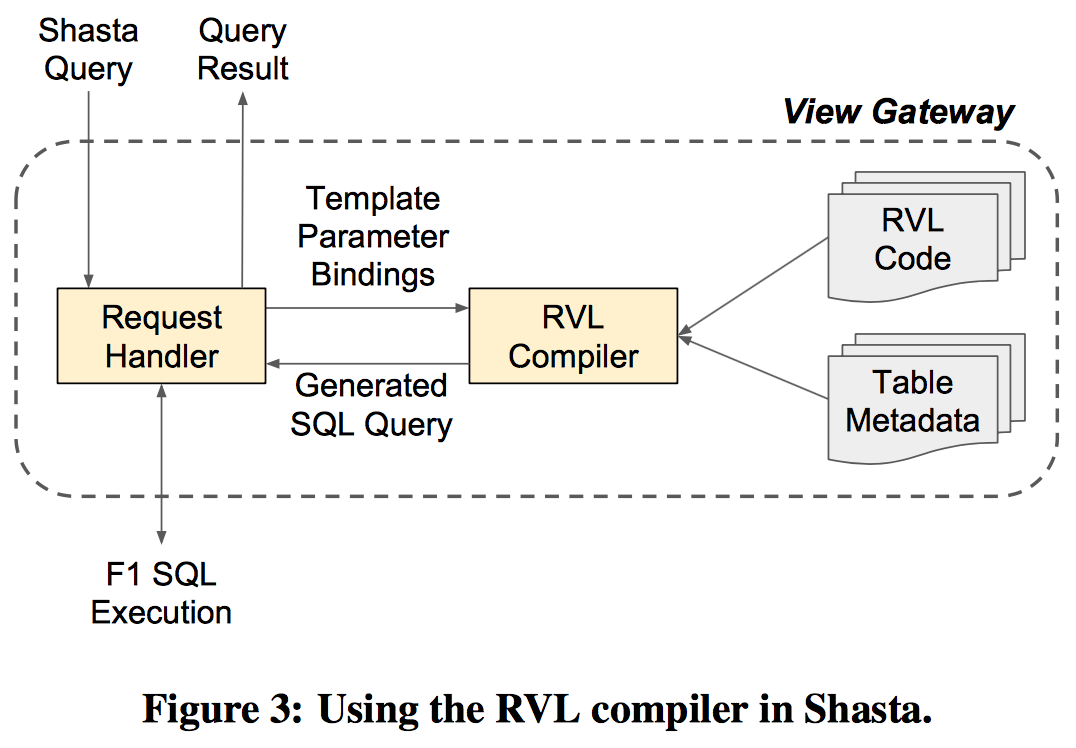 Shasta
Query
Query
Result
View Gateway
Template
Parameter
Bindings
RVL
Code
Request
Handler
RVL
Compiler
Generated
SQL Query
Table
Metadata
F1 SQL
Execution
Figure 3: Using the RVL compiler in Shasta.